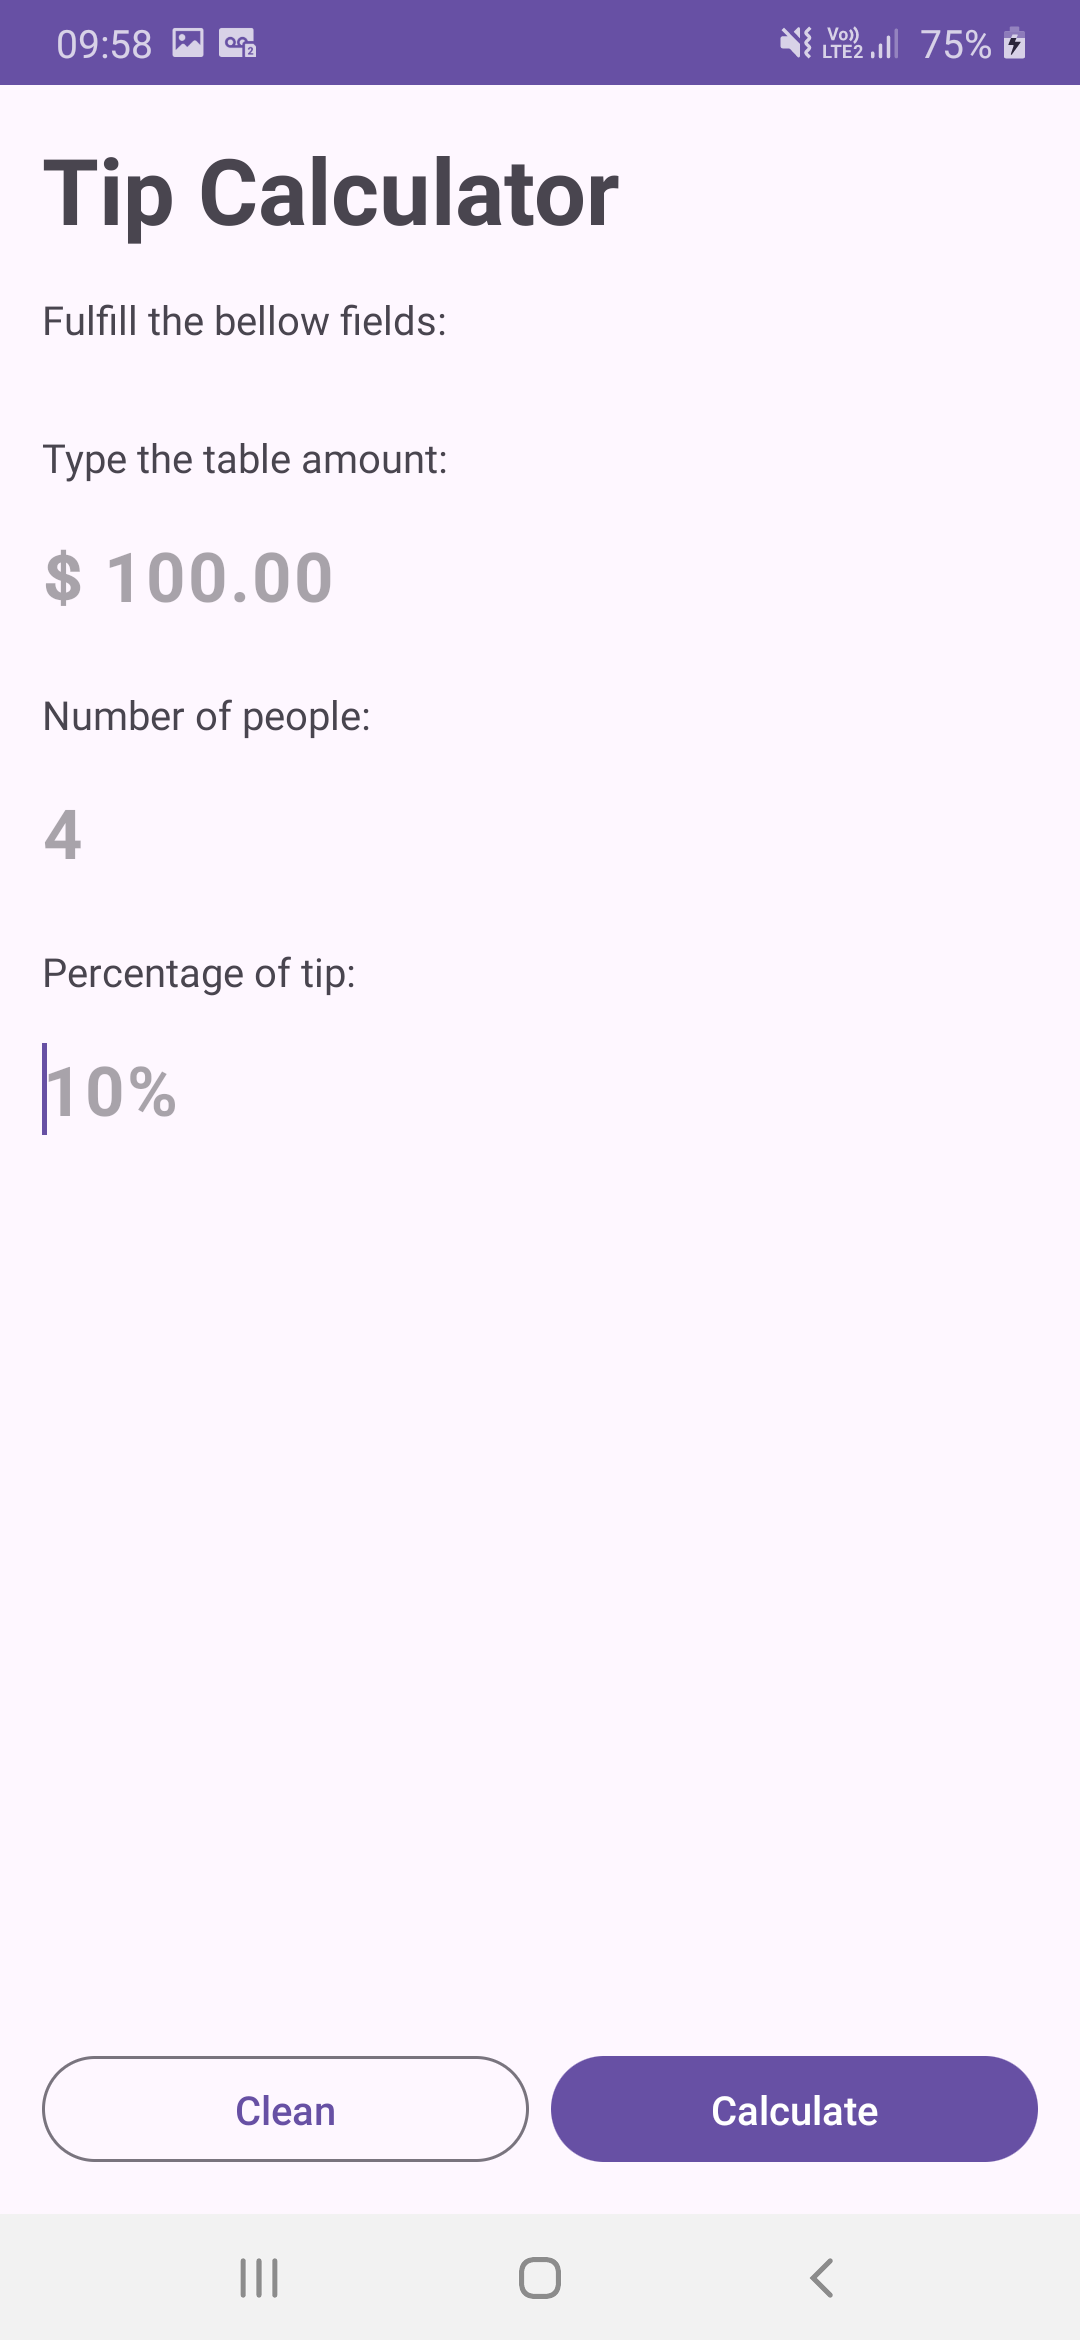 09:58
2
Vo)) LTE2 75%
Tip Calculator
Fulfill the bellow fields:
Type the table amount:
$ 100.00
Number of people:
4
Percentage of tip:
10%
Clean
Calculate